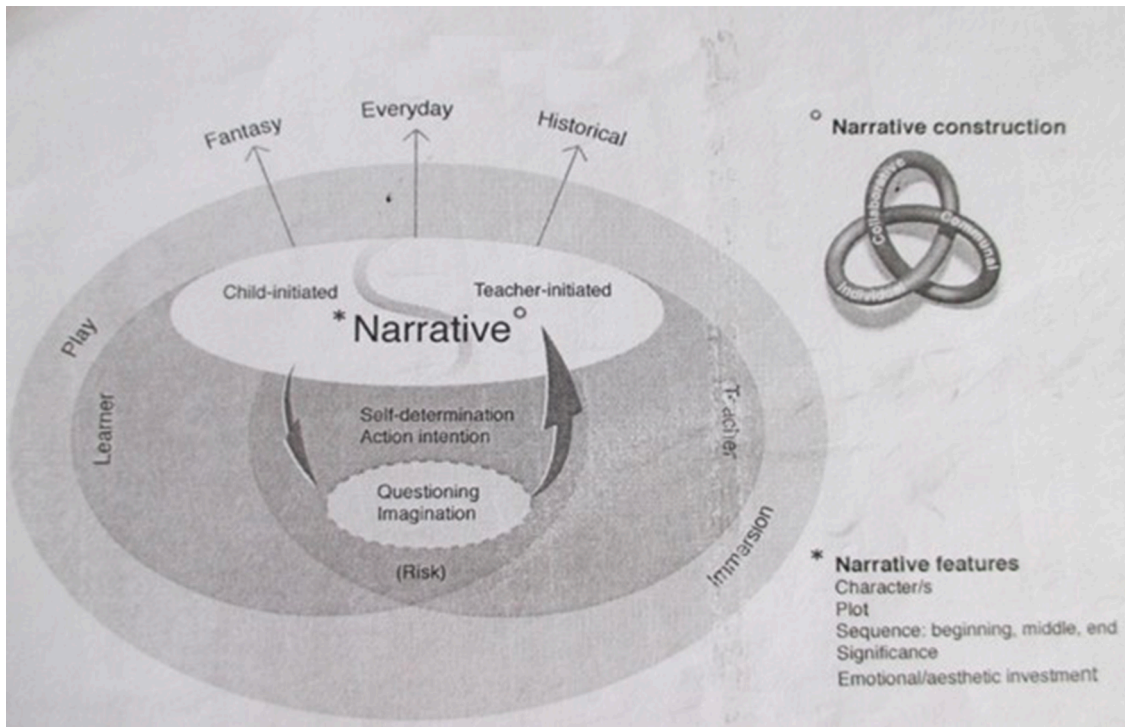 Fantasy
Everyday
Historical
Child-initiated
Teacher-initiated
* Narrative °
Self-determination
Action intention
Questioning
Imagination
(Risk)
Play
Learner
Teacher
Immarsion
° Narrative construction
Collaborative
Communal
Individual
* Narrative features
Character/s
Plot
Sequence: beginning, middle, end
Significance
Emotional/aesthetic investment